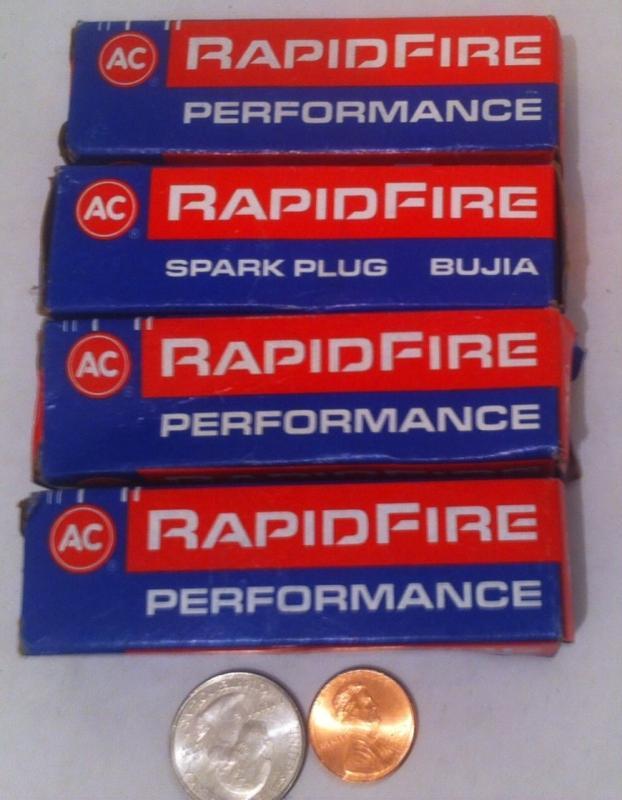 AC RAPIDFIRE
PERFORMANCE
AC RAPIDFIRE
SPARK PLUG BUJIA
AC RAPIDFIRE
PERFORMANCE
AC RAPIDFIRE
PERFORMANCE